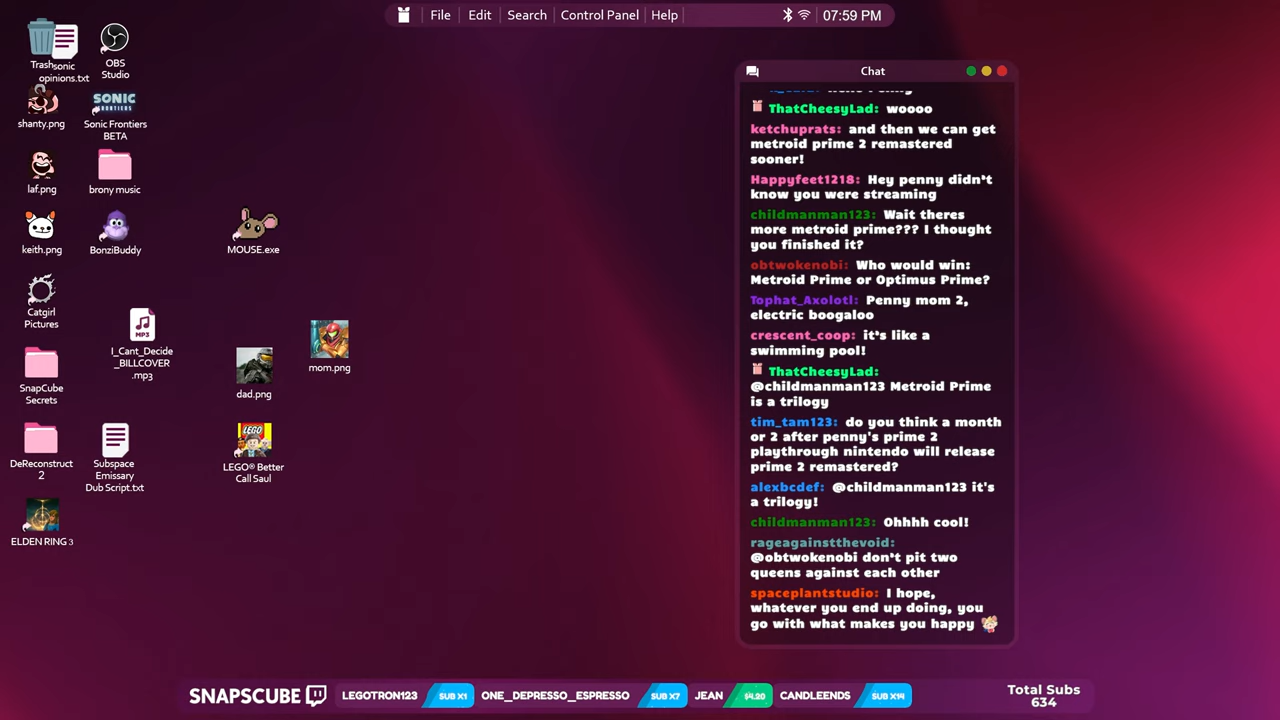 File Edit Search Control Panel Help 07:59 PM
Trash
sonic opinions.txt
OBS
Studio
shanty.png
SONIC
FRONTIERS
Sonic Frontiers
BETA
laf.png
brony music
keith.png
BonziBuddy
MOUSE.exe
Catgirl
Pictures
MP3
I_Cant_Decide
_BILLCOVER
.mp3
mom.png
dad.png
SnapCube
Secrets
DeReconstruct
2
Subspace
Emissary
Dub Script.txt
LEGO
LEGO® Better
Call Saul
ELDEN RING 3
Chat
ThatCheesyLad: woooo
ketchuprats: and then we can get
metroid prime 2 remastered
sooner!
Happyfeet1218: Hey penny didn't
know you were streaming
childmanman123: Wait theres
more metroid prime??? I thought
you finished it?
obtwokenobi: Who would win:
Metroid Prime or Optimus Prime?
Tophat_Axolotl: Penny mom 2,
electric boogaloo
crescent_coop: it's like a
swimming pool!
ThatCheesyLad:
@childmanman123 Metroid Prime
is a trilogy
tim_tam123: do you think a month
or 2 after penny's prime 2
playthrough nintendo will release
prime 2 remastered?
alexbcdef: @childmanman123 it's
a trilogy!
childmanman123: Ohhhh cool!
rageagainstthevoid:
@obtwokenobi don't pit two
queens against each other
spaceplantstudio: I hope,
whatever you end up doing, you
go with what makes you happy
SNAPSCUBE LEGOTRON123 SUB X1 ONE_DEPRESSO_ESPRESSO SUB X7 JEAN $4.20 CANDLEENDS SUB X14
Total Subs
634